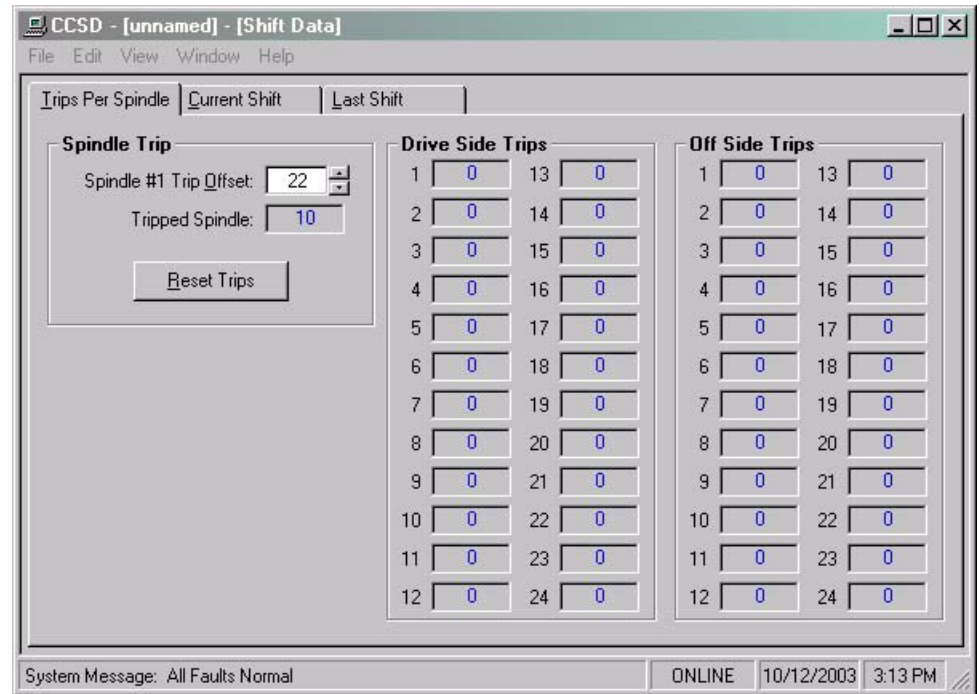 CCSD - [unnamed] - [Shift Data]
File Edit View Window Help
Trips Per Spindle Current Shift Last Shift
Spindle Trip
Spindle #1 Trip Offset: 22
Tripped Spindle: 10
Reset Trips
Drive Side Trips
1 0 13 0
2 0 14 0
3 0 15 0
4 0 16 0
5 0 17 0
6 0 18 0
7 0 19 0
8 0 20 0
9 0 21 0
10 0 22 0
11 0 23 0
12 0 24 0
Off Side Trips
1 0 13 0
2 0 14 0
3 0 15 0
4 0 16 0
5 0 17 0
6 0 18 0
7 0 19 0
8 0 20 0
9 0 21 0
10 0 22 0
11 0 23 0
12 0 24 0
System Message: All Faults Normal ONLINE 10/12/2003 3:13 PM